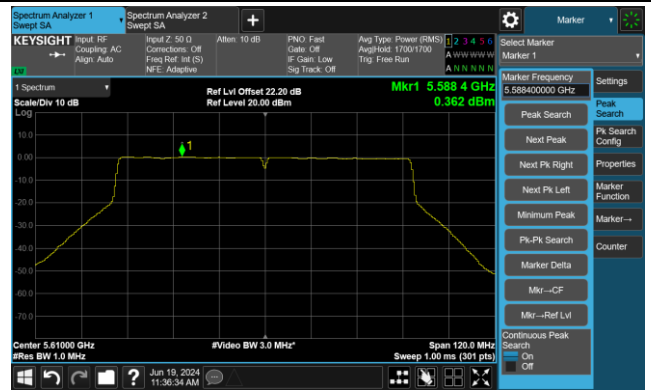 Spectrum Analyzer 1
Swept SA
Spectrum Analyzer 2
Swept SA
Marker
KEYSIGHT
Input: RF
Coupling: AC
Align: Auto
Input Z: 50 Ω
Corrections: Off
Freq Ref: Int (S)
NFE: Adaptive
Atten: 10 dB
PNO: Fast
Gate: Off
IF Gain: Low
Sig Track: Off
Avg Type: Power (RMS)
Avg|Hold: 1700/1700
Trig: Free Run
1 2 3 4 5 6
A W W W W W
A N N N N N
Select Marker
Marker 1
1 Spectrum
Scale/Div 10 dB
Log
Ref Lvl Offset 22.20 dB
Ref Level 20.00 dBm
Mkr1 5.588 4 GHz
0.362 dBm
1
10.0
0.00
-10.0
-20.0
-30.0
-40.0
-50.0
-60.0
-70.0
Center 5.61000 GHz
#Res BW 1.0 MHz
#Video BW 3.0 MHz*
Span 120.0 MHz
Sweep 1.00 ms (301 pts)
Marker Frequency
5.588400000 GHz
Peak Search
Next Peak
Next Pk Right
Next Pk Left
Minimum Peak
Pk-Pk Search
Marker Delta
Mkr→CF
Mkr→Ref Lvl
Continuous Peak
Search
On
Off
Settings
Peak
Search
Pk Search
Config
Properties
Marker
Function
Marker→
Counter
?
Jun 19, 2024
11:36:34 AM